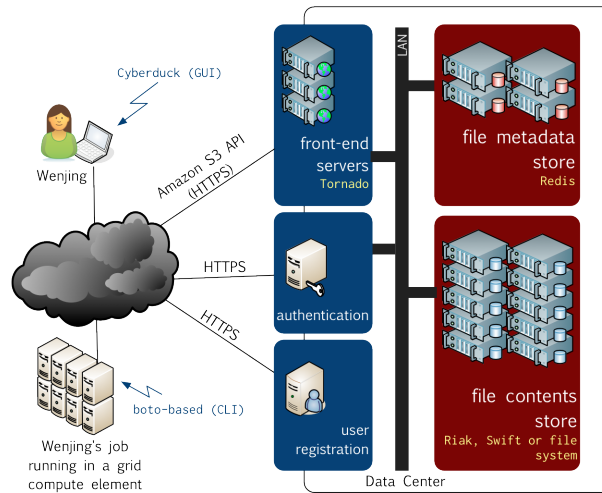 Cyberduck (GUI)
Wenjing
Amazon S3 API
(HTTPS)
HTTPS
HTTPS
boto-based (CLI)
Wenjing's job
running in a grid
compute element
front-end
servers
Tornado
authentication
user
registration
LAN
file metadata
store
Redis
file contents
store
Riak, Swift or file
system
Data Center